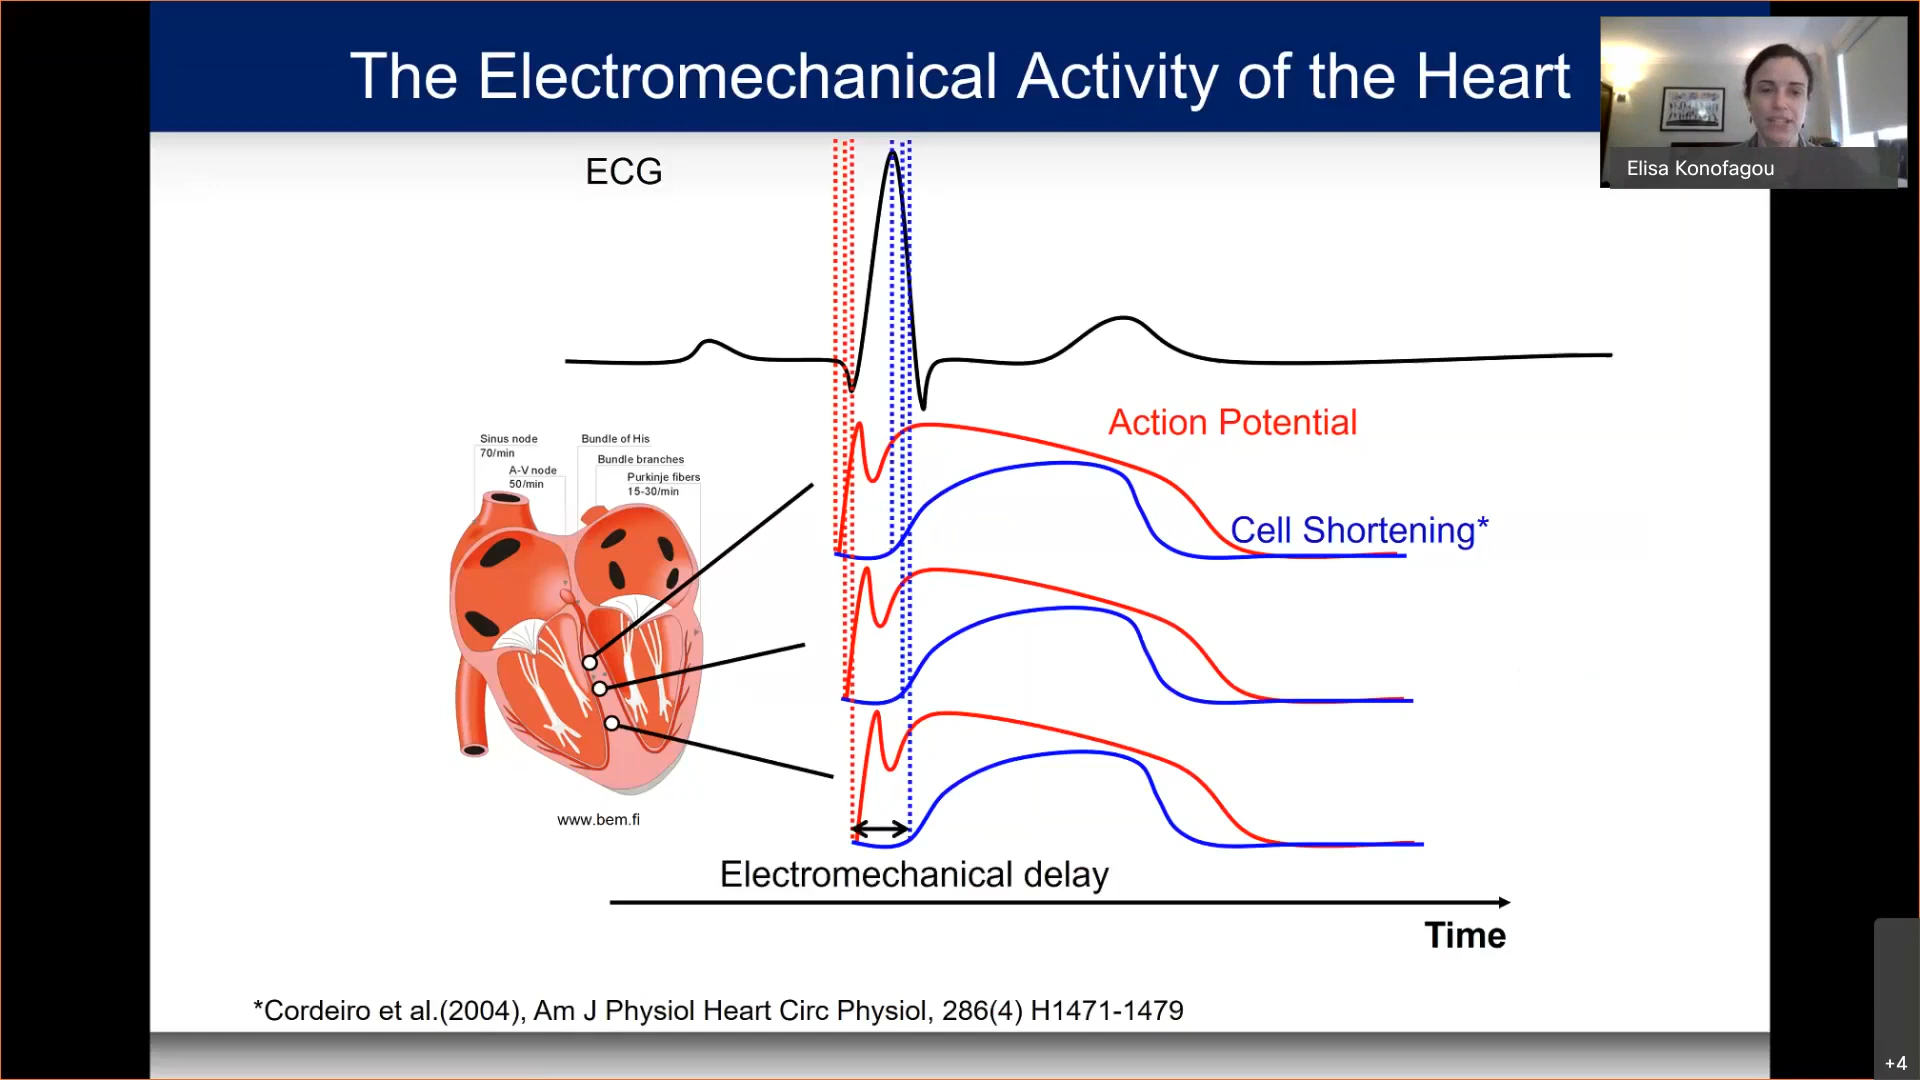 The Electromechanical Activity of the Heart
Elisa Konofagou
ECG
Action Potential
Cell Shortening*
Sinus node
70/min
A-V node
50/min
Bundle of His
Bundle branches
Purkinje fibers
15-30/min
www.bem.fi
Electromechanical delay
Time
*Cordeiro et al.(2004), Am J Physiol Heart Circ Physiol, 286(4) H1471-1479
+4